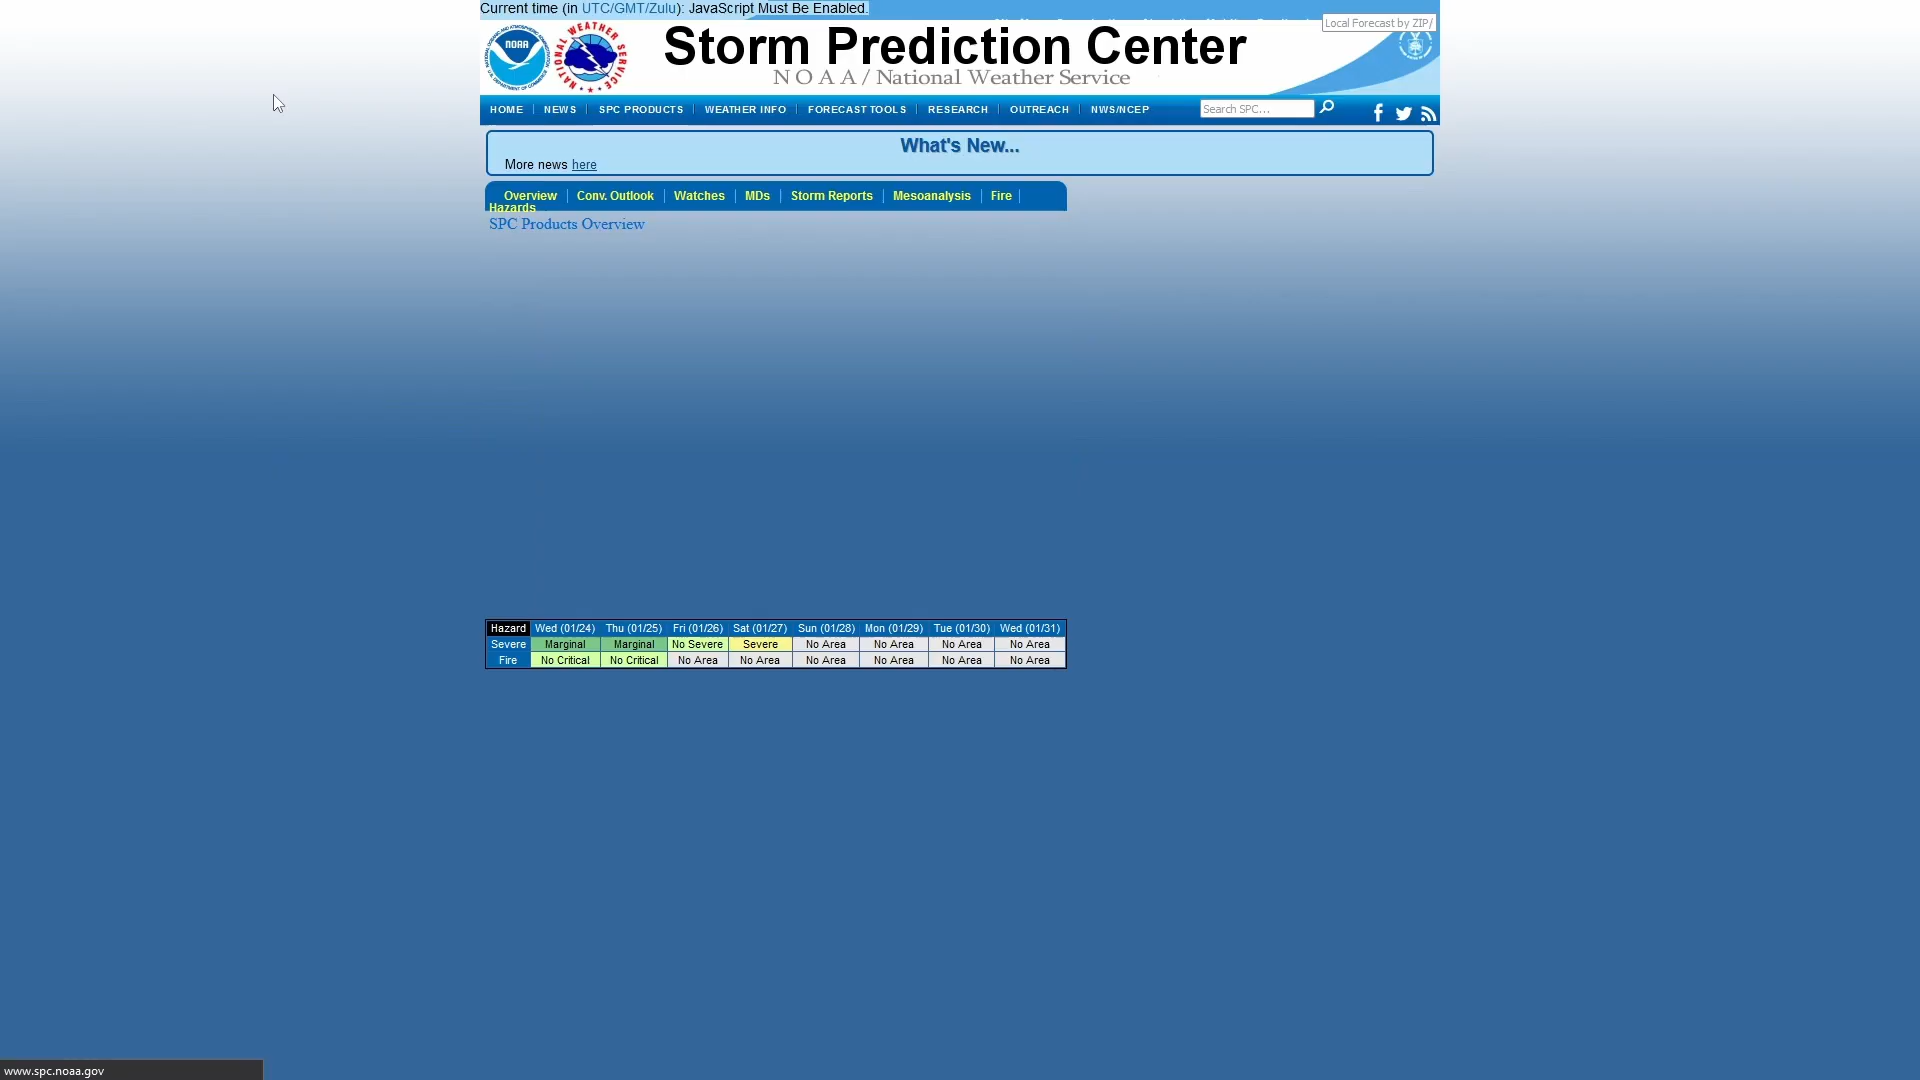 Current time (in UTC/GMT/Zulu): JavaScript Must Be Enabled.
Local Forecast by ZIP/
NOAA
NATIONAL WEATHER SERVICE
Storm Prediction Center
NOAA / National Weather Service
HOME NEWS SPC PRODUCTS WEATHER INFO FORECAST TOOLS RESEARCH OUTREACH NWS/NCEP Search SPC...
What's New...
More news here
Overview Conv. Outlook Watches MDs Storm Reports Mesoanalysis Fire
Hazards
SPC Products Overview
Hazard Wed (01/24) Thu (01/25) Fri (01/26) Sat (01/27) Sun (01/28) Mon (01/29) Tue (01/30) Wed (01/31)
Severe Marginal Marginal No Severe Severe No Area No Area No Area No Area
Fire No Critical No Critical No Area No Area No Area No Area No Area No Area
www.spc.noaa.gov